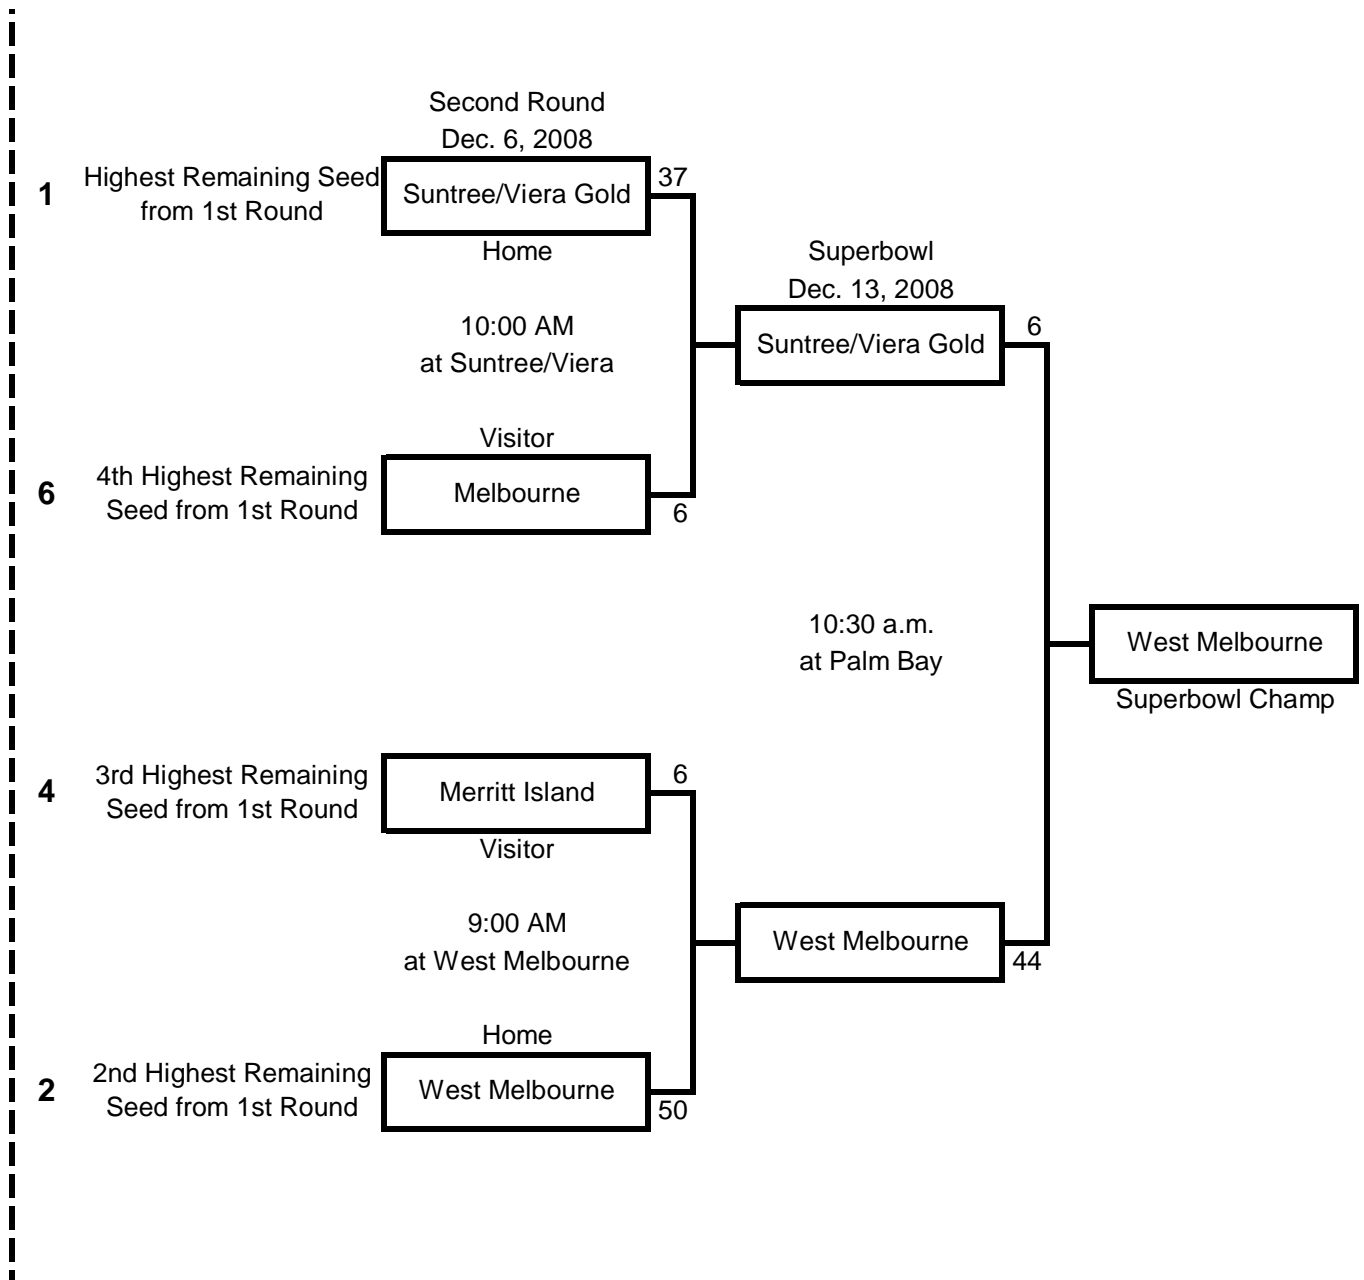 Second Round
Dec. 6, 2008
1
Highest Remaining Seed
from 1st Round
Suntree/Viera Gold
37
Home
10:00 AM
at Suntree/Viera
Visitor
6
4th Highest Remaining
Seed from 1st Round
Melbourne
6
Superbowl
Dec. 13, 2008
Suntree/Viera Gold
6
10:30 a.m.
at Palm Bay
West Melbourne
Superbowl Champ
4
3rd Highest Remaining
Seed from 1st Round
Merritt Island
6
Visitor
9:00 AM
at West Melbourne
West Melbourne
44
Home
2
2nd Highest Remaining
Seed from 1st Round
West Melbourne
50